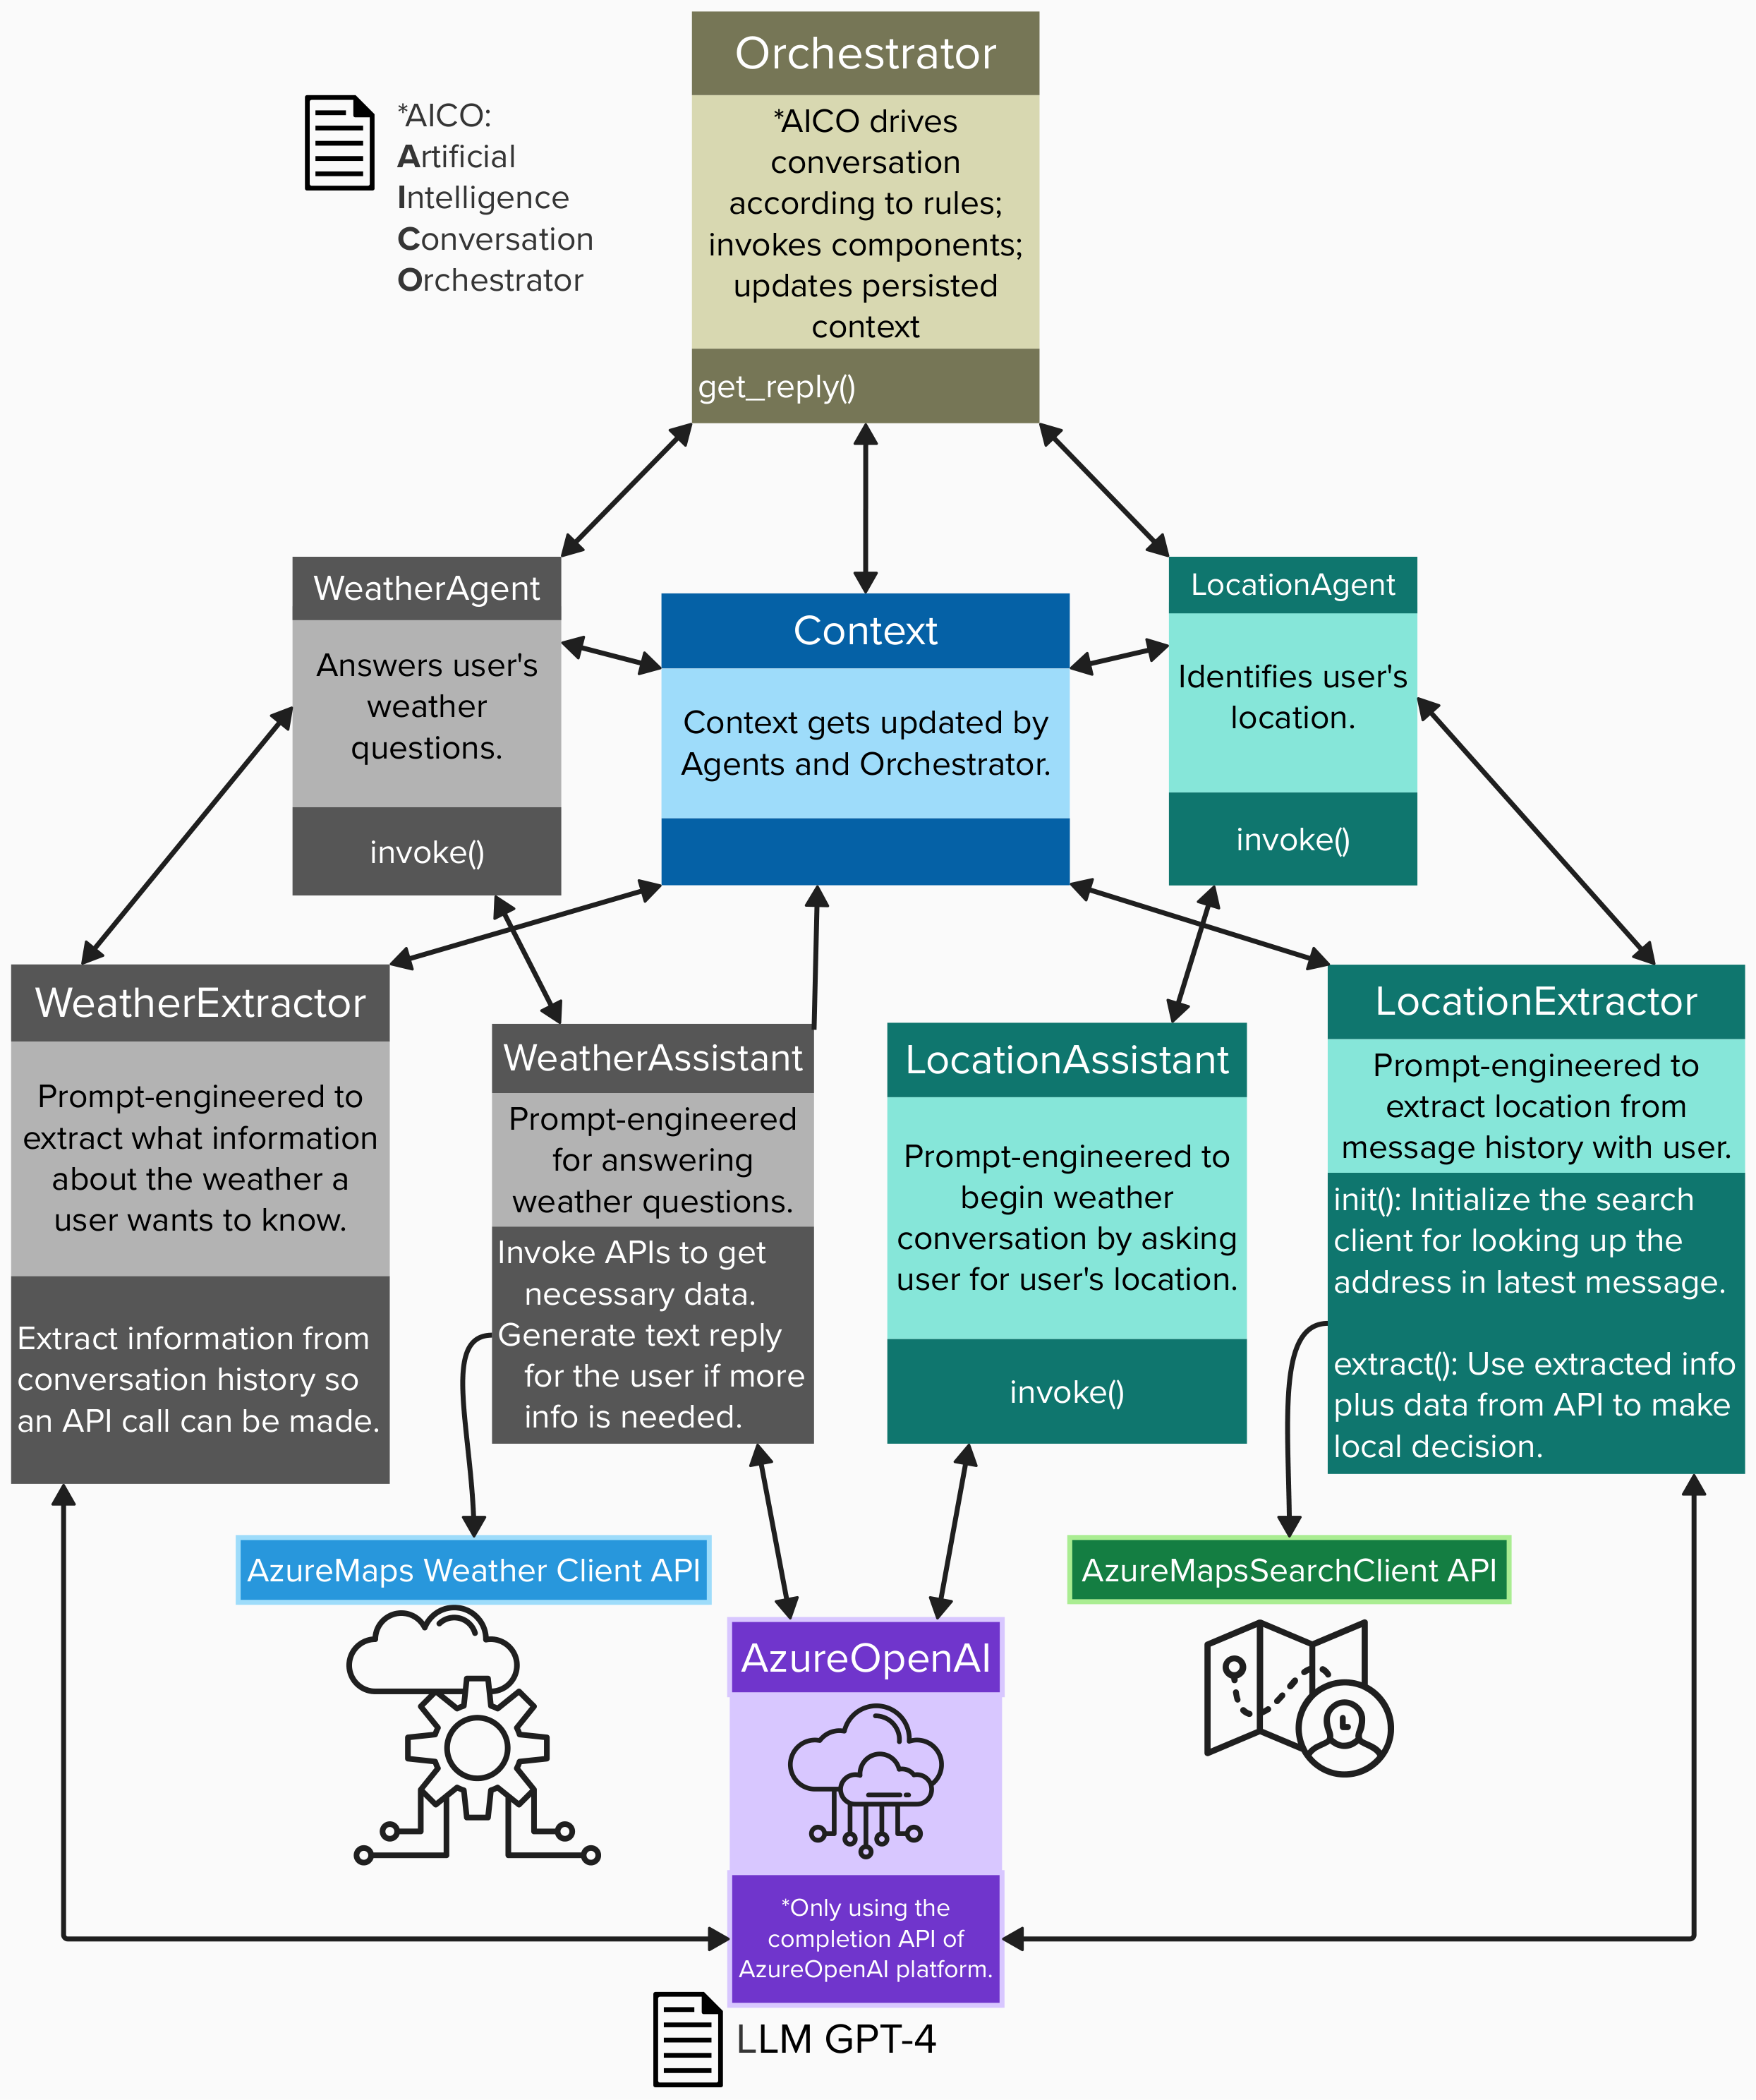 Orchestrator
*AICO drives
conversation
according to rules;
invokes components;
updates persisted
context
get_reply()
*AICO:
Artificial
Intelligence
Conversation
Orchestrator
WeatherAgent
Answers user's
weather
questions.
invoke()
Context
Context gets updated by
Agents and Orchestrator.
LocationAgent
Identifies user's
location.
invoke()
WeatherExtractor
Prompt-engineered to
extract what information
about the weather a
user wants to know.
Extract information from
conversation history so
an API call can be made.
WeatherAssistant
Prompt-engineered
for answering
weather questions.
Invoke APIs to get
necessary data.
Generate text reply
for the user if more
info is needed.
LocationAssistant
Prompt-engineered to
begin weather
conversation by asking
user for user's location.
invoke()
LocationExtractor
Prompt-engineered to
extract location from
message history with user.
init(): Initialize the search
client for looking up the
address in latest message.
extract(): Use extracted info
plus data from API to make
local decision.
AzureMaps Weather Client API
AzureMapsSearchClient API
AzureOpenAI
*Only using the
completion API of
AzureOpenAI platform.
LLM GPT-4